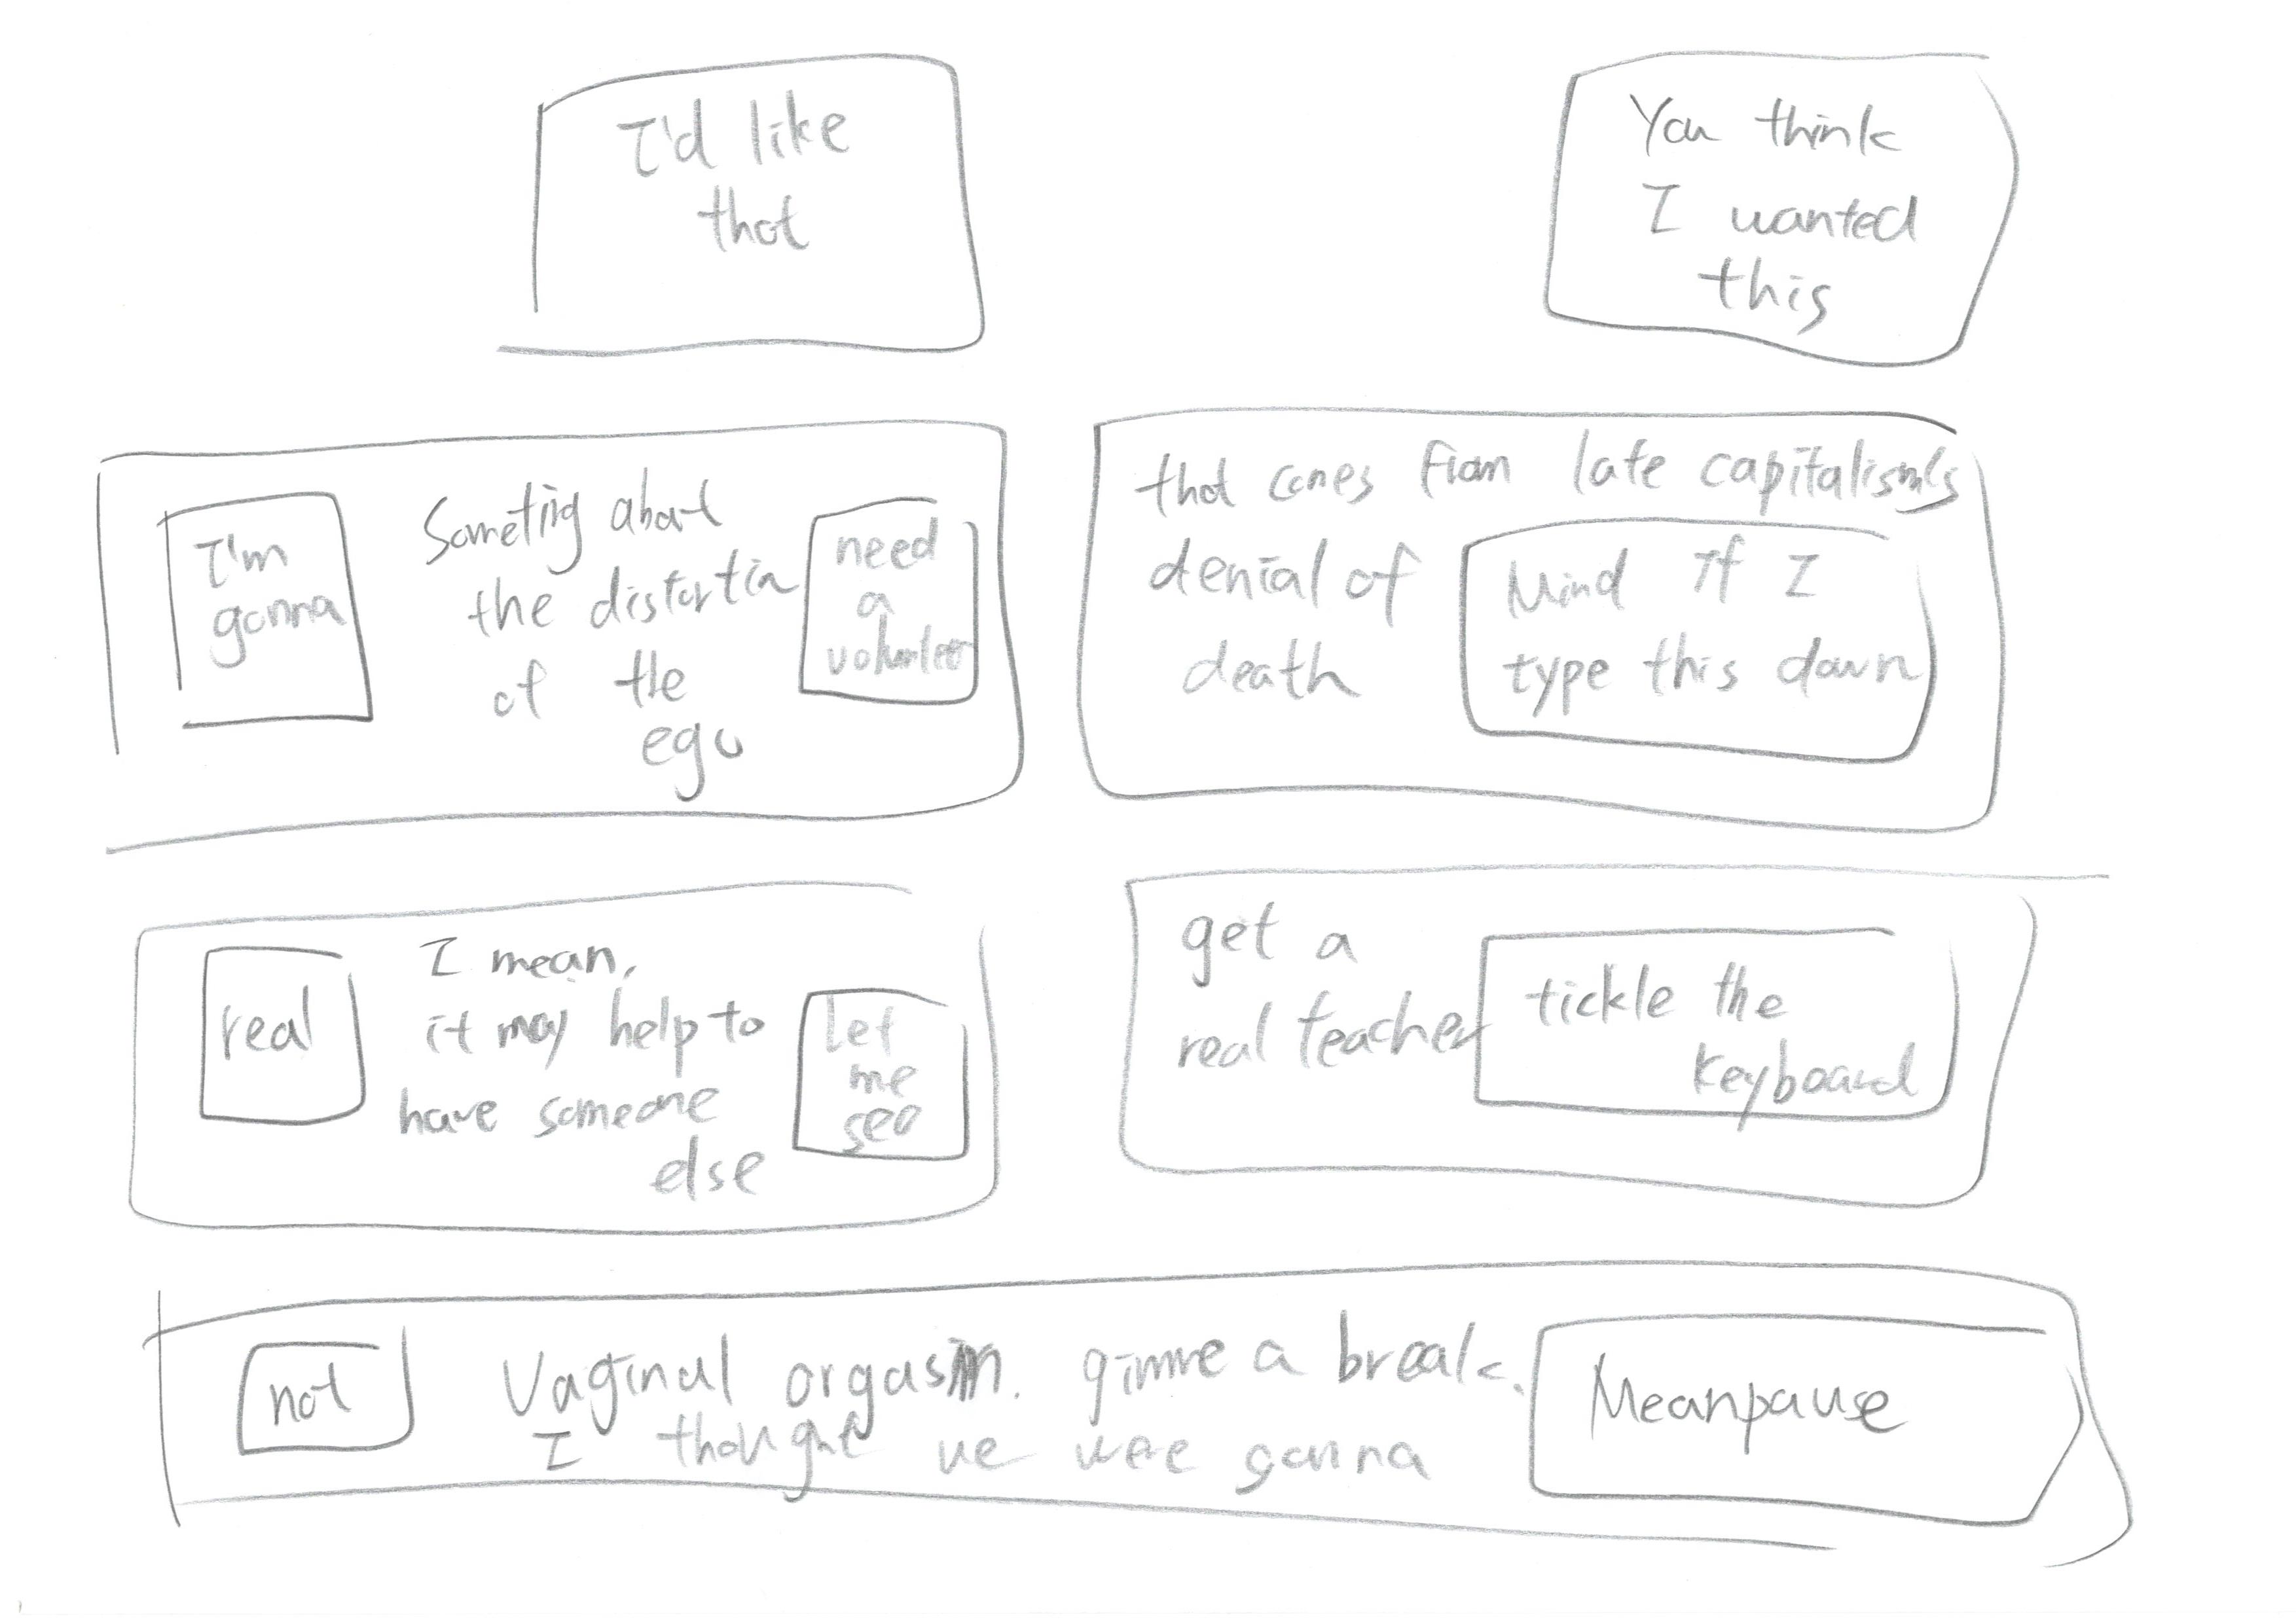 I'd like
that
You think
I wanted
this
I'm
gonna
Someting about
the distortin
of the
ego
need
a
volunteer
that comes from late capitalism's
denial of
death
Mind if I
type this down
real
I mean,
it may help to
have someone
else
let
me
see
get a
real teacher
tickle the
keyboard
not
Vaginal orgasm. gimme a break.
I thought we were gonna
Meanpause